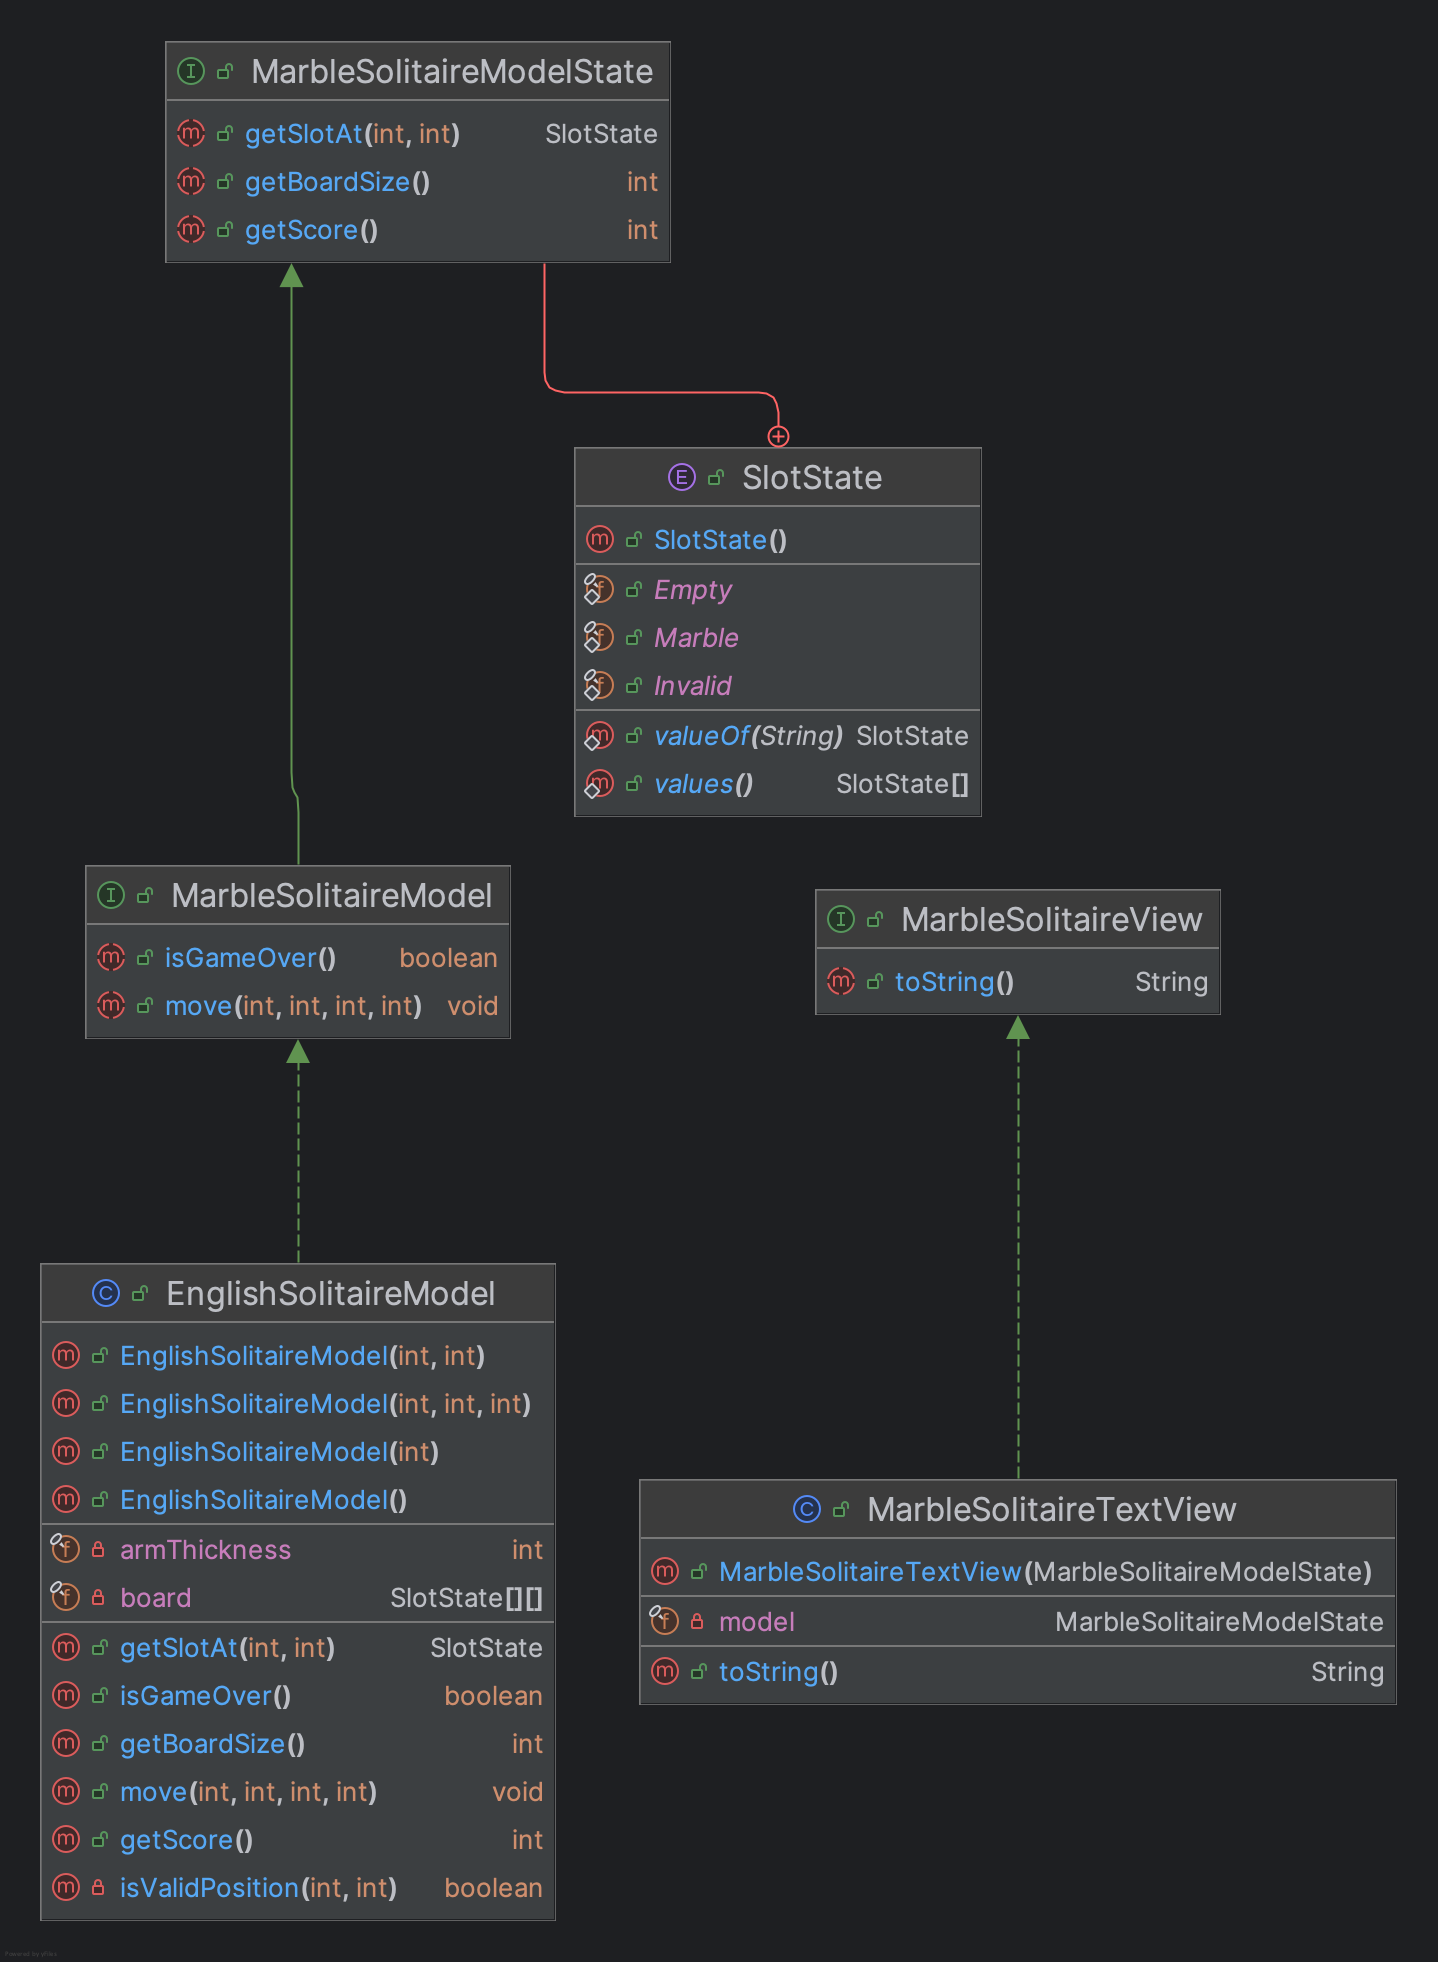 MarbleSolitaireModelState
getSlotAt(int, int) SlotState
getBoardSize() int
getScore() int
SlotState
SlotState()
Empty
Marble
Invalid
valueOf(String) SlotState
values() SlotState[]
MarbleSolitaireModel
isGameOver() boolean
move(int, int, int, int) void
MarbleSolitaireView
toString() String
EnglishSolitaireModel
EnglishSolitaireModel(int, int)
EnglishSolitaireModel(int, int, int)
EnglishSolitaireModel(int)
EnglishSolitaireModel()
armThickness int
board SlotState[][]
getSlotAt(int, int) SlotState
isGameOver() boolean
getBoardSize() int
move(int, int, int, int) void
getScore() int
isValidPosition(int, int) boolean
MarbleSolitaireTextView
MarbleSolitaireTextView(MarbleSolitaireModelState)
model MarbleSolitaireModelState
toString() String
Powered by yFiles